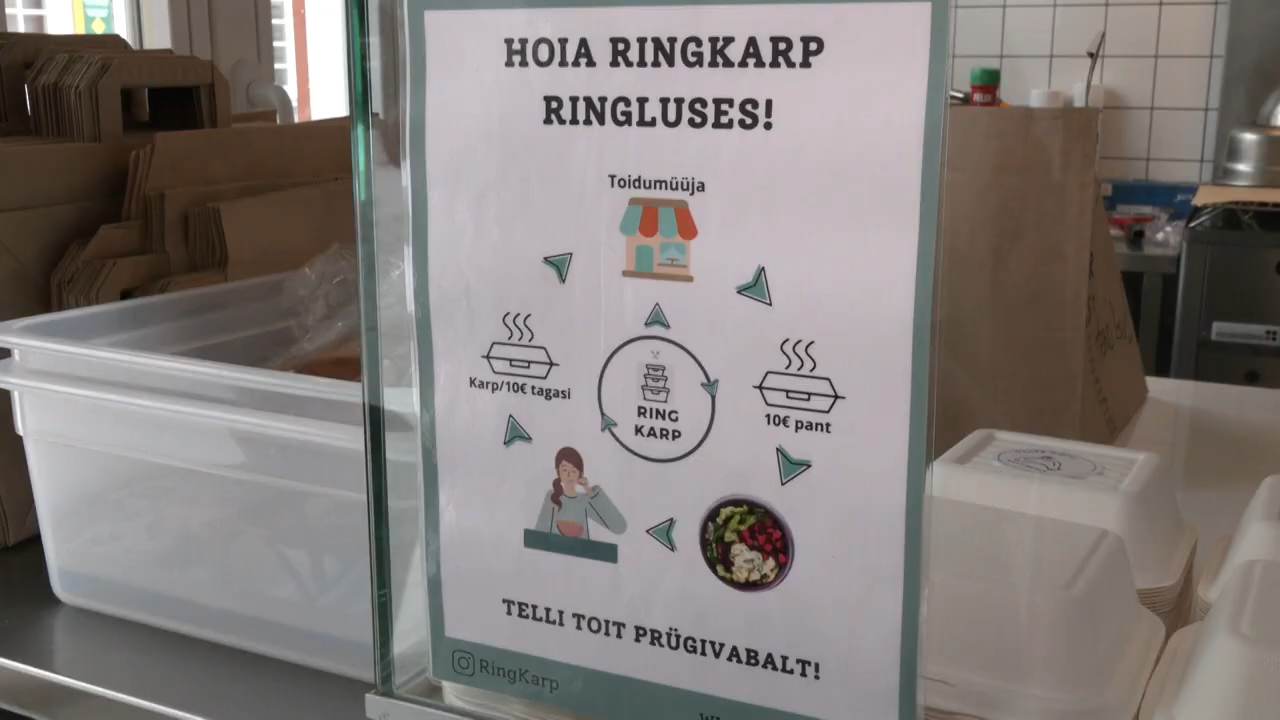 HOIA RINGKARP
RINGLUSES!
Toidumüüja
Karp/10€ tagasi
10€ pant
RING
KARP
TELLI TOIT PRÜGIVABALT!
RingKarp